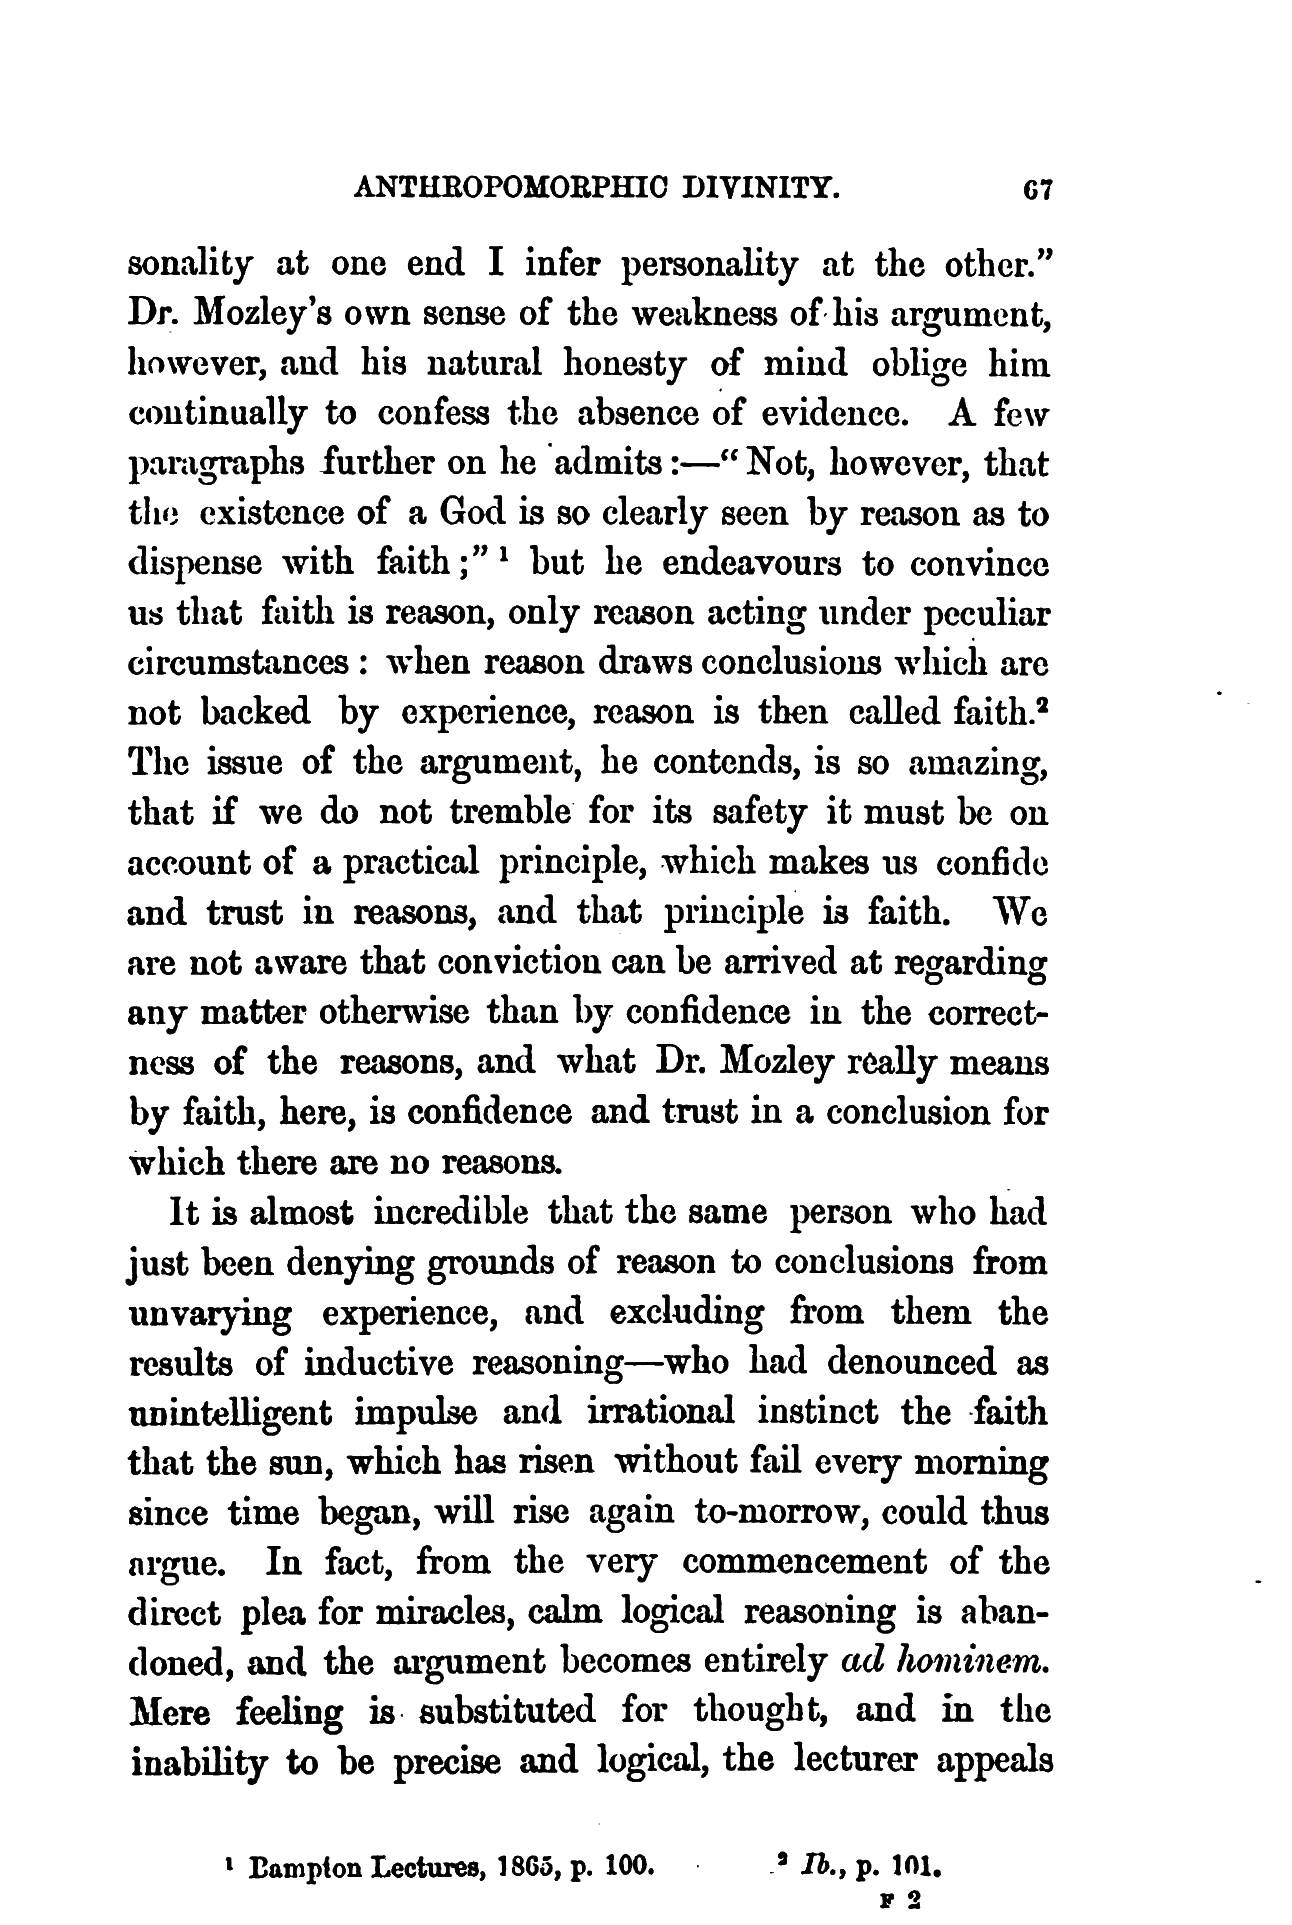 ANTHROPOMORPHIC DIVINITY. 67
sonality at one end I infer personality at the other.”
Dr. Mozley’s own sense of the weakness of his argument,
however, and his natural honesty of mind oblige him
continually to confess the absence of evidence. A few
paragraphs further on he admits :—“ Not, however, that
the existence of a God is so clearly seen by reason as to
dispense with faith ;” ¹ but he endeavours to convince
us that faith is reason, only reason acting under peculiar
circumstances : when reason draws conclusions which are
not backed by experience, reason is then called faith.²
The issue of the argument, he contends, is so amazing,
that if we do not tremble for its safety it must be on
account of a practical principle, which makes us confide
and trust in reasons, and that principle is faith. We
are not aware that conviction can be arrived at regarding
any matter otherwise than by confidence in the correct-
ness of the reasons, and what Dr. Mozley really means
by faith, here, is confidence and trust in a conclusion for
which there are no reasons.
It is almost incredible that the same person who had
just been denying grounds of reason to conclusions from
unvarying experience, and excluding from them the
results of inductive reasoning—who had denounced as
unintelligent impulse and irrational instinct the faith
that the sun, which has risen without fail every morning
since time began, will rise again to-morrow, could thus
argue. In fact, from the very commencement of the
direct plea for miracles, calm logical reasoning is aban-
doned, and the argument becomes entirely ad hominem.
Mere feeling is substituted for thought, and in the
inability to be precise and logical, the lecturer appeals
¹ Bampton Lectures, 1865, p. 100. ² Ib., p. 101.
F 2